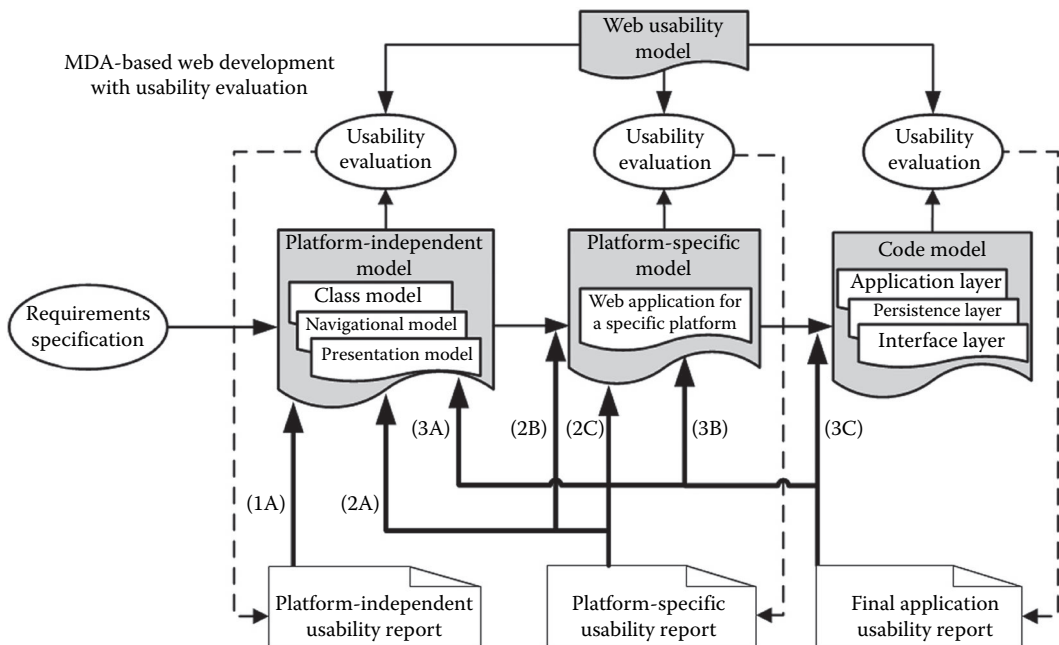 Web usability
model
MDA-based web development
with usability evaluation
Usability
evaluation
Usability
evaluation
Usability
evaluation
Platform-independent
model
Class model
Navigational model
Presentation model
Platform-specific
model
Web application for
a specific platform
Code model
Application layer
Persistence layer
Interface layer
Requirements
specification
(3A)
(2B)
(2C)
(3B)
(3C)
(1A)
(2A)
Platform-independent
usability report
Platform-specific
usability report
Final application
usability report